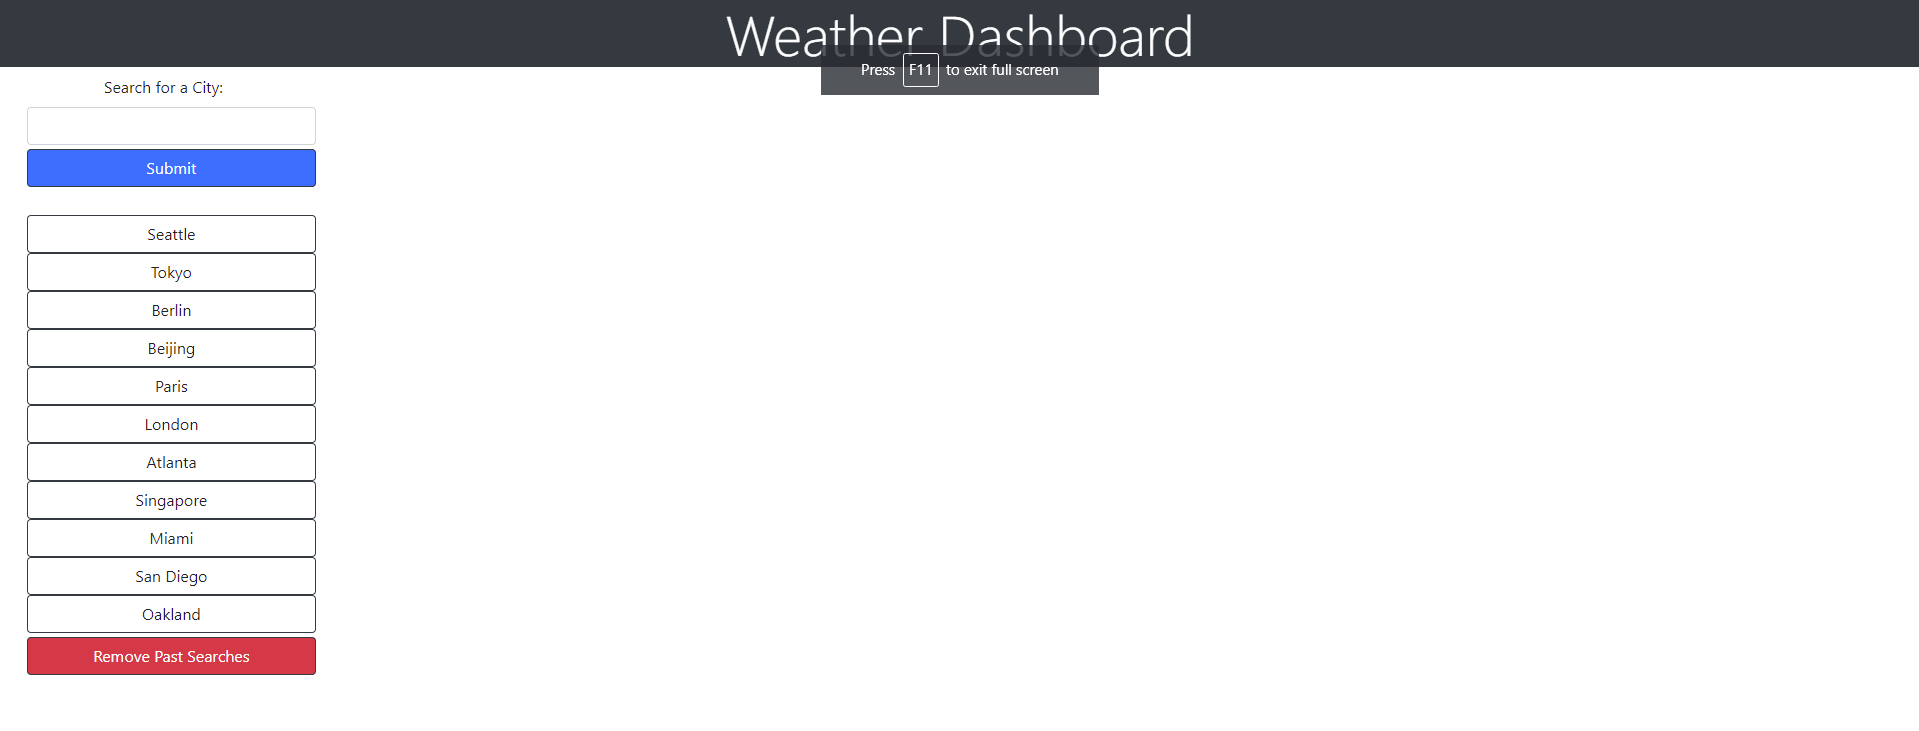 Weather Dashboard
Press F11 to exit full screen
Search for a City:
Submit
Seattle
Tokyo
Berlin
Beijing
Paris
London
Atlanta
Singapore
Miami
San Diego
Oakland
Remove Past Searches